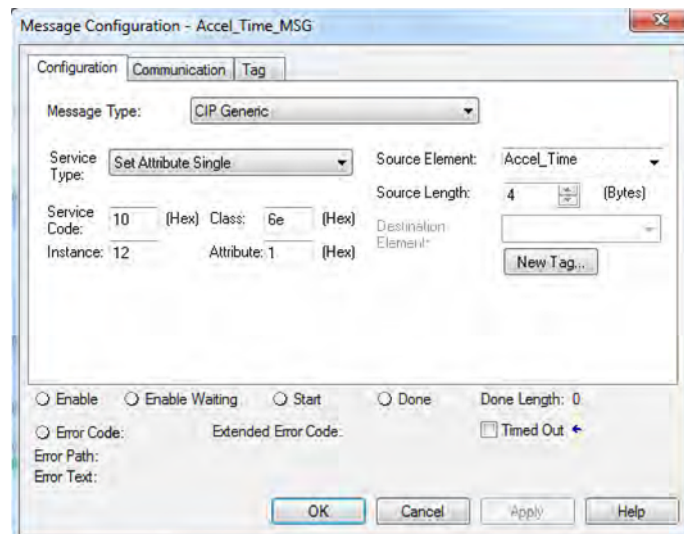 Message Configuration - Accel_Time_MSG
Configuration Communication Tag
Message Type: CIP Generic
Service Type: Set Attribute Single
Source Element: Accel_Time
Source Length: 4 (Bytes)
Service Code: 10 (Hex) Class: 6e (Hex)
Destination Element:
Instance: 12 Attribute: 1 (Hex)
New Tag...
Enable Enable Waiting Start Done Done Length: 0
Error Code: Extended Error Code: Timed Out
Error Path:
Error Text:
OK Cancel Apply Help